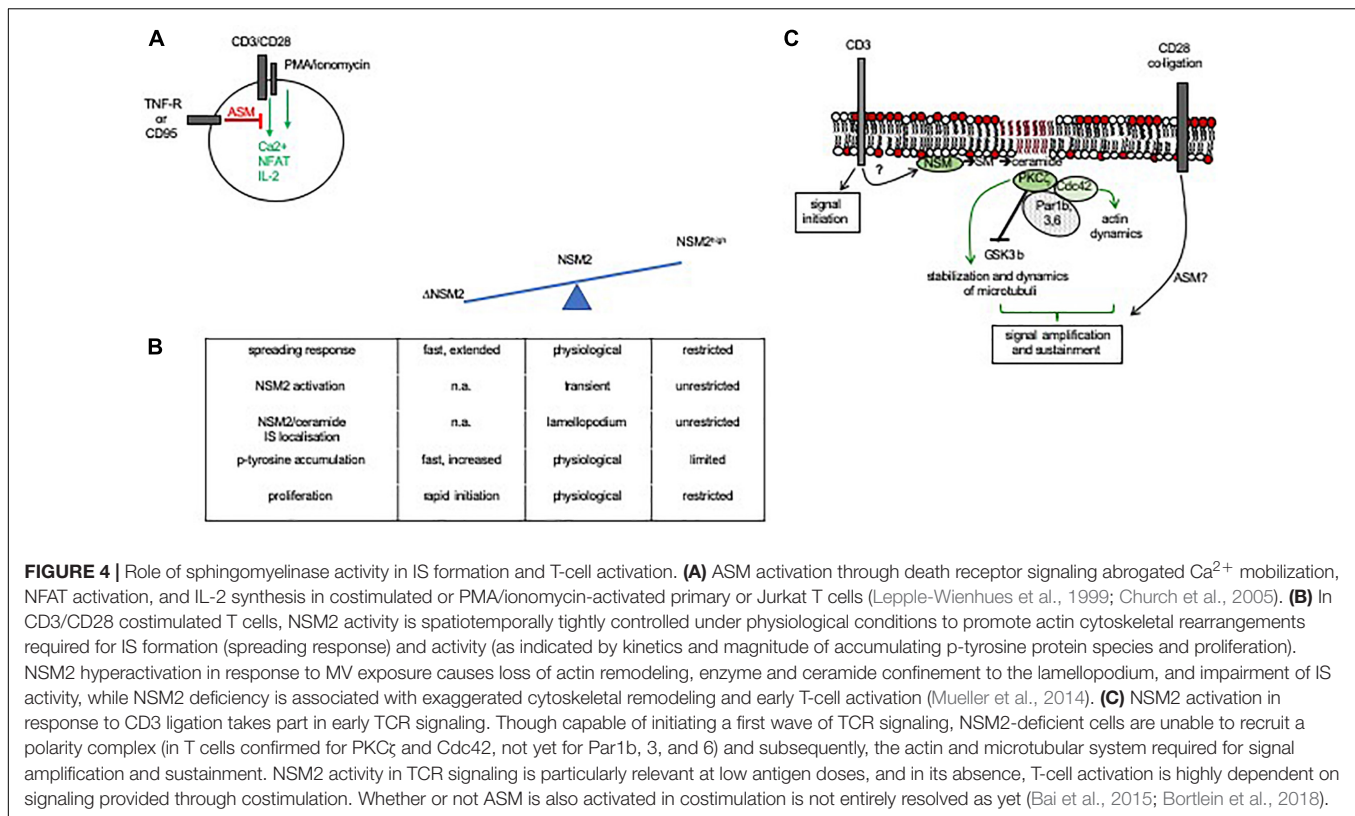 A
CD3/CD28
PMA/ionomycin
TNF-R
or
CD95
ASM
Ca2+
NFAT
IL-2
NSM2high
NSM2
ΔNSM2
B
spreading response fast, extended physiological restricted
NSM2 activation n.a. transient unrestricted
NSM2/ceramide n.a. lamellopodium unrestricted
IS localisation
p-tyrosine accumulation fast, increased physiological limited
proliferation rapid initiation physiological restricted
C
CD3
CD28
co-ligation
NSM
SM
ceramide
?
PKCζ
Cdc42
Par1b,
3,6
signal
initiation
actin
dynamics
GSK3b
stabilization and dynamics
of microtubuli
ASM?
signal amplification
and sustainment
FIGURE 4 | Role of sphingomyelinase activity in IS formation and T-cell activation. (A) ASM activation through death receptor signaling abrogated Ca2+ mobilization,
NFAT activation, and IL-2 synthesis in costimulated or PMA/ionomycin-activated primary or Jurkat T cells (Lepple-Wienhues et al., 1999; Church et al., 2005). (B) In
CD3/CD28 costimulated T cells, NSM2 activity is spatiotemporally tightly controlled under physiological conditions to promote actin cytoskeletal rearrangements
required for IS formation (spreading response) and activity (as indicated by kinetics and magnitude of accumulating p-tyrosine protein species and proliferation).
NSM2 hyperactivation in response to MV exposure causes loss of actin remodeling, enzyme and ceramide confinement to the lamellopodium, and impairment of IS
activity, while NSM2 deficiency is associated with exaggerated cytoskeletal remodeling and early T-cell activation (Mueller et al., 2014). (C) NSM2 activation in
response to CD3 ligation takes part in early TCR signaling. Though capable of initiating a first wave of TCR signaling, NSM2-deficient cells are unable to recruit a
polarity complex (in T cells confirmed for PKCζ and Cdc42, not yet for Par1b, 3, and 6) and subsequently, the actin and microtubular system required for signal
amplification and sustainment. NSM2 activity in TCR signaling is particularly relevant at low antigen doses, and in its absence, T-cell activation is highly dependent on
signaling provided through costimulation. Whether or not ASM is also activated in costimulation is not entirely resolved as yet (Bai et al., 2015; Bortlein et al., 2018).